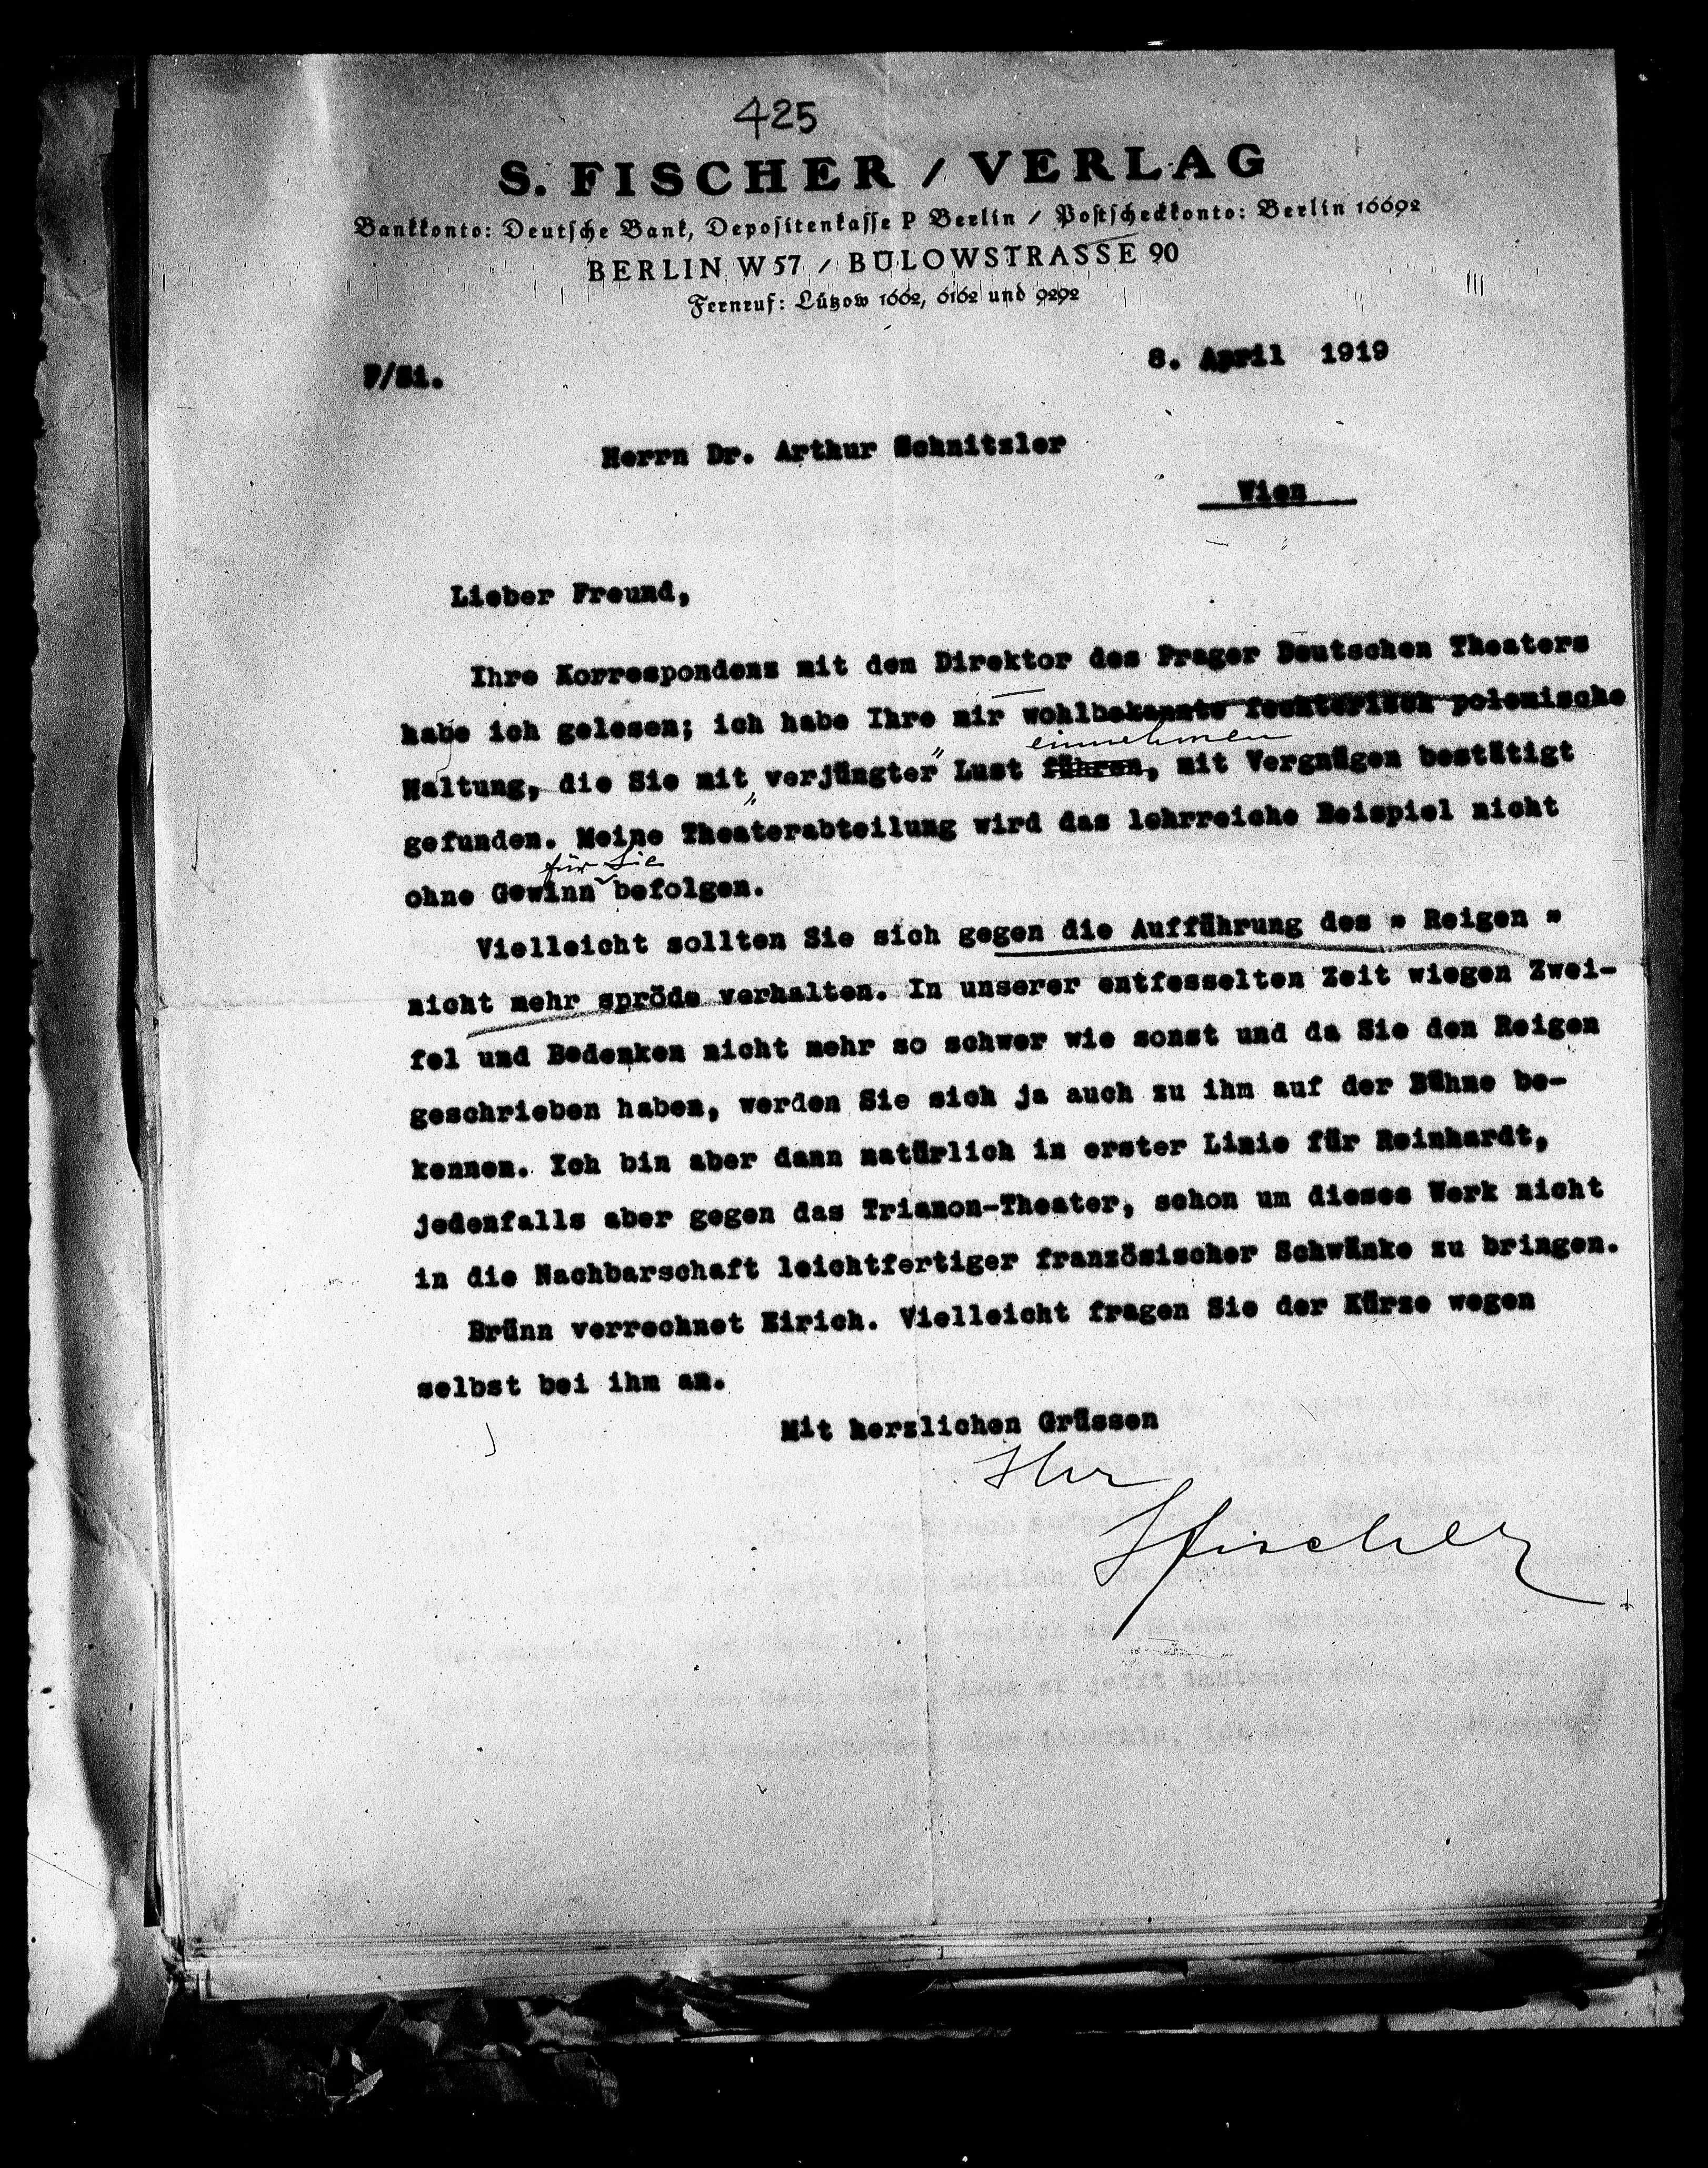 425
S. FISCHER / VERLAG
Bankkonto: Deutsche Bank, Depositenkasse P Berlin / Postscheckkonto: Berlin 16692
BERLIN W 57 / BÜLOWSTRASSE 90
Fernruf: Lützow 1662, 6162 und 9292
8. April 1919
F/Si.
Herrn Dr. Arthur Schnitzler
Wien
Lieber Freund,
Ihre Korrespondenz mit dem Direktor des Prager Deutschen Theaters
habe ich gelesen; ich habe Ihre mir wohlbekannte fechterisch polemische
einnehmen
Haltung, die Sie mit „verjüngter" Lust führen, mit Vergnügen bestätigt
gefunden. Meine Theaterabteilung wird das lehrreiche Beispiel nicht
für Sie
ohne Gewinn befolgen.
Vielleicht sollten Sie sich gegen die Aufführung des " Reigen "
nicht mehr spröde verhalten. In unserer entfesselten Zeit wiegen Zwei-
fel und Bedenken nicht mehr so schwer wie sonst und da Sie den Reigen
geschrieben haben, werden Sie sich ja auch zu ihm auf der Bühne be-
kennen. Ich bin aber dann natürlich in erster Linie für Reinhardt,
jedenfalls aber gegen das Trianon-Theater, schon um dieses Werk nicht
in die Nachbarschaft leichtfertiger französischer Schwänke zu bringen.
Brünn verrechnet Eirich. Vielleicht fragen Sie der Kürze wegen
selbst bei ihm an.
Mit herzlichen Grüssen
Ihr
SFischer